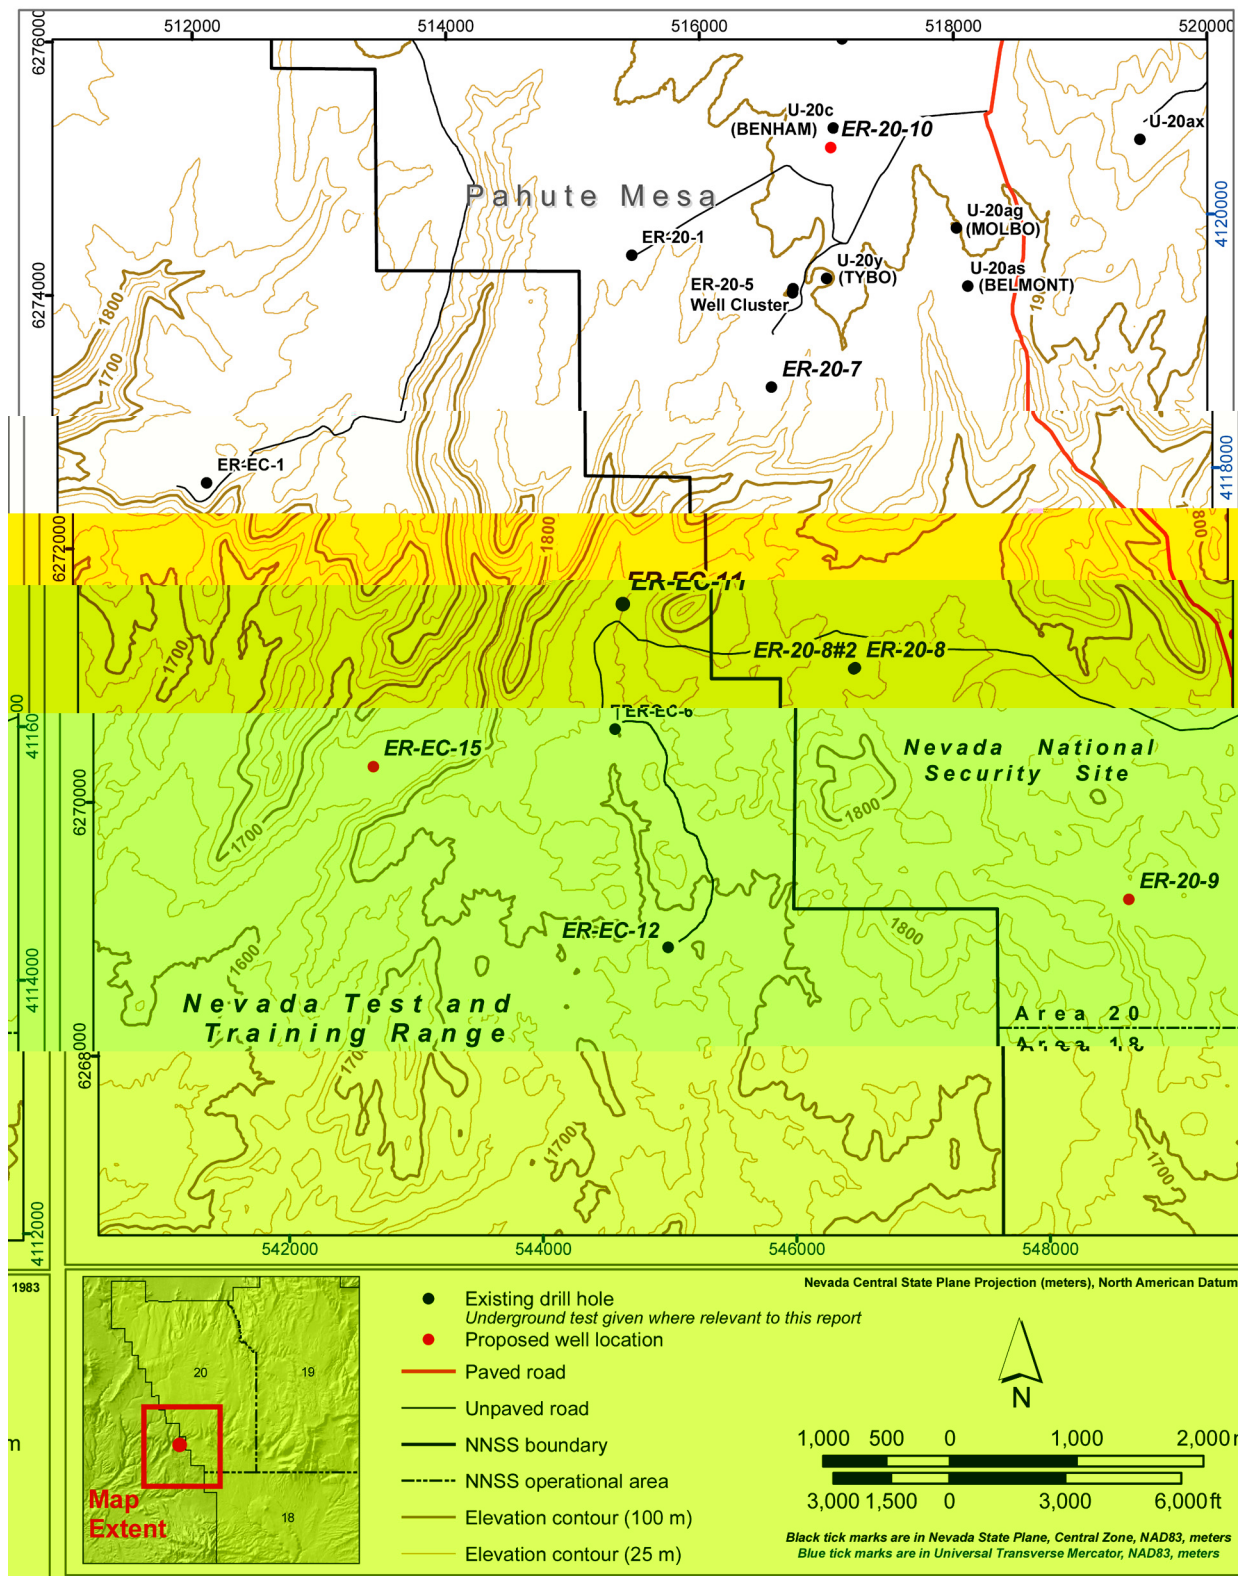 512000
514000
516000
518000
520000
6276000
U-20c
(BENHAM)
ER-20-10
U-20ax
Pahute Mesa
4120000
U-20ag
(MOLBO)
ER-20-1
U-20y
(TYBO)
U-20as
(BELMONT)
ER-20-5
Well Cluster
6274000
1800
1700
ER-20-7
ER-EC-1
4118000
6272000
1800
ER-EC-11
1700
ER-20-8#2
ER-20-8
ER-EC-6
ER-EC-15
Nevada National
Security Site
41160
00
6270000
1800
1700
ER-20-9
ER-EC-12
1800
1600
4114000
Nevada Test and
Training Range
Area 20
Area 18
6268000
1700
1700
1700
4112000
542000
544000
546000
548000
1983
Nevada Central State Plane Projection (meters), North American Datum
Existing drill hole
Underground test given where relevant to this report
Proposed well location
Paved road
Unpaved road
NNSS boundary
NNSS operational area
Elevation contour (100 m)
Elevation contour (25 m)
20
19
18
Map
Extent
N
1,000 500 0 1,000 2,000
3,000 1,500 0 3,000 6,000 ft
Black tick marks are in Nevada State Plane, Central Zone, NAD83, meters
Blue tick marks are in Universal Transverse Mercator, NAD83, meters